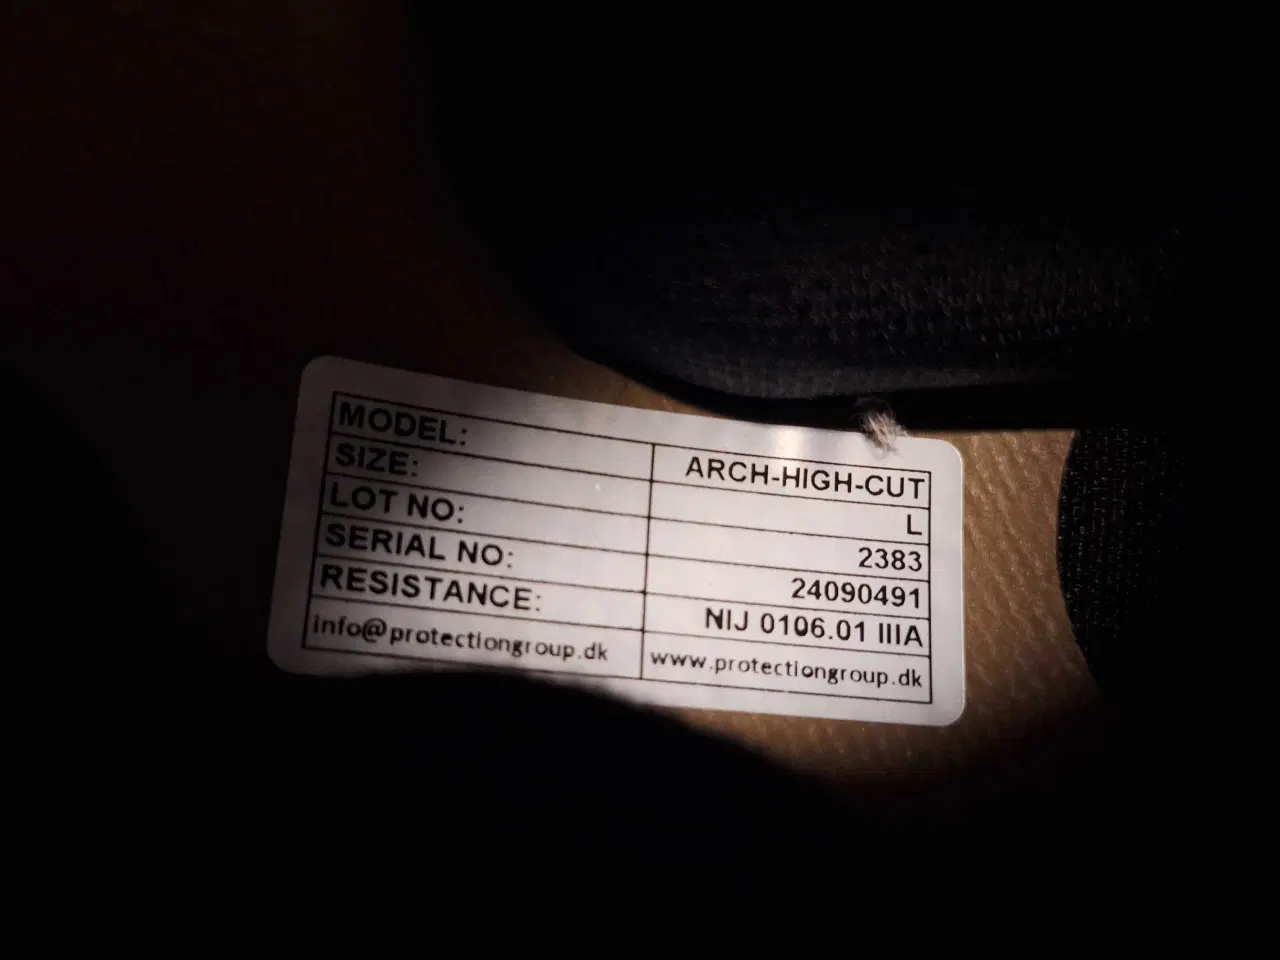 MODEL: ARCH-HIGH-CUT
SIZE: L
LOT NO: 2383
SERIAL NO: 24090491
RESISTANCE: NIJ 0106.01 IIIA
info@protectiongroup.dk www.protectiongroup.dk